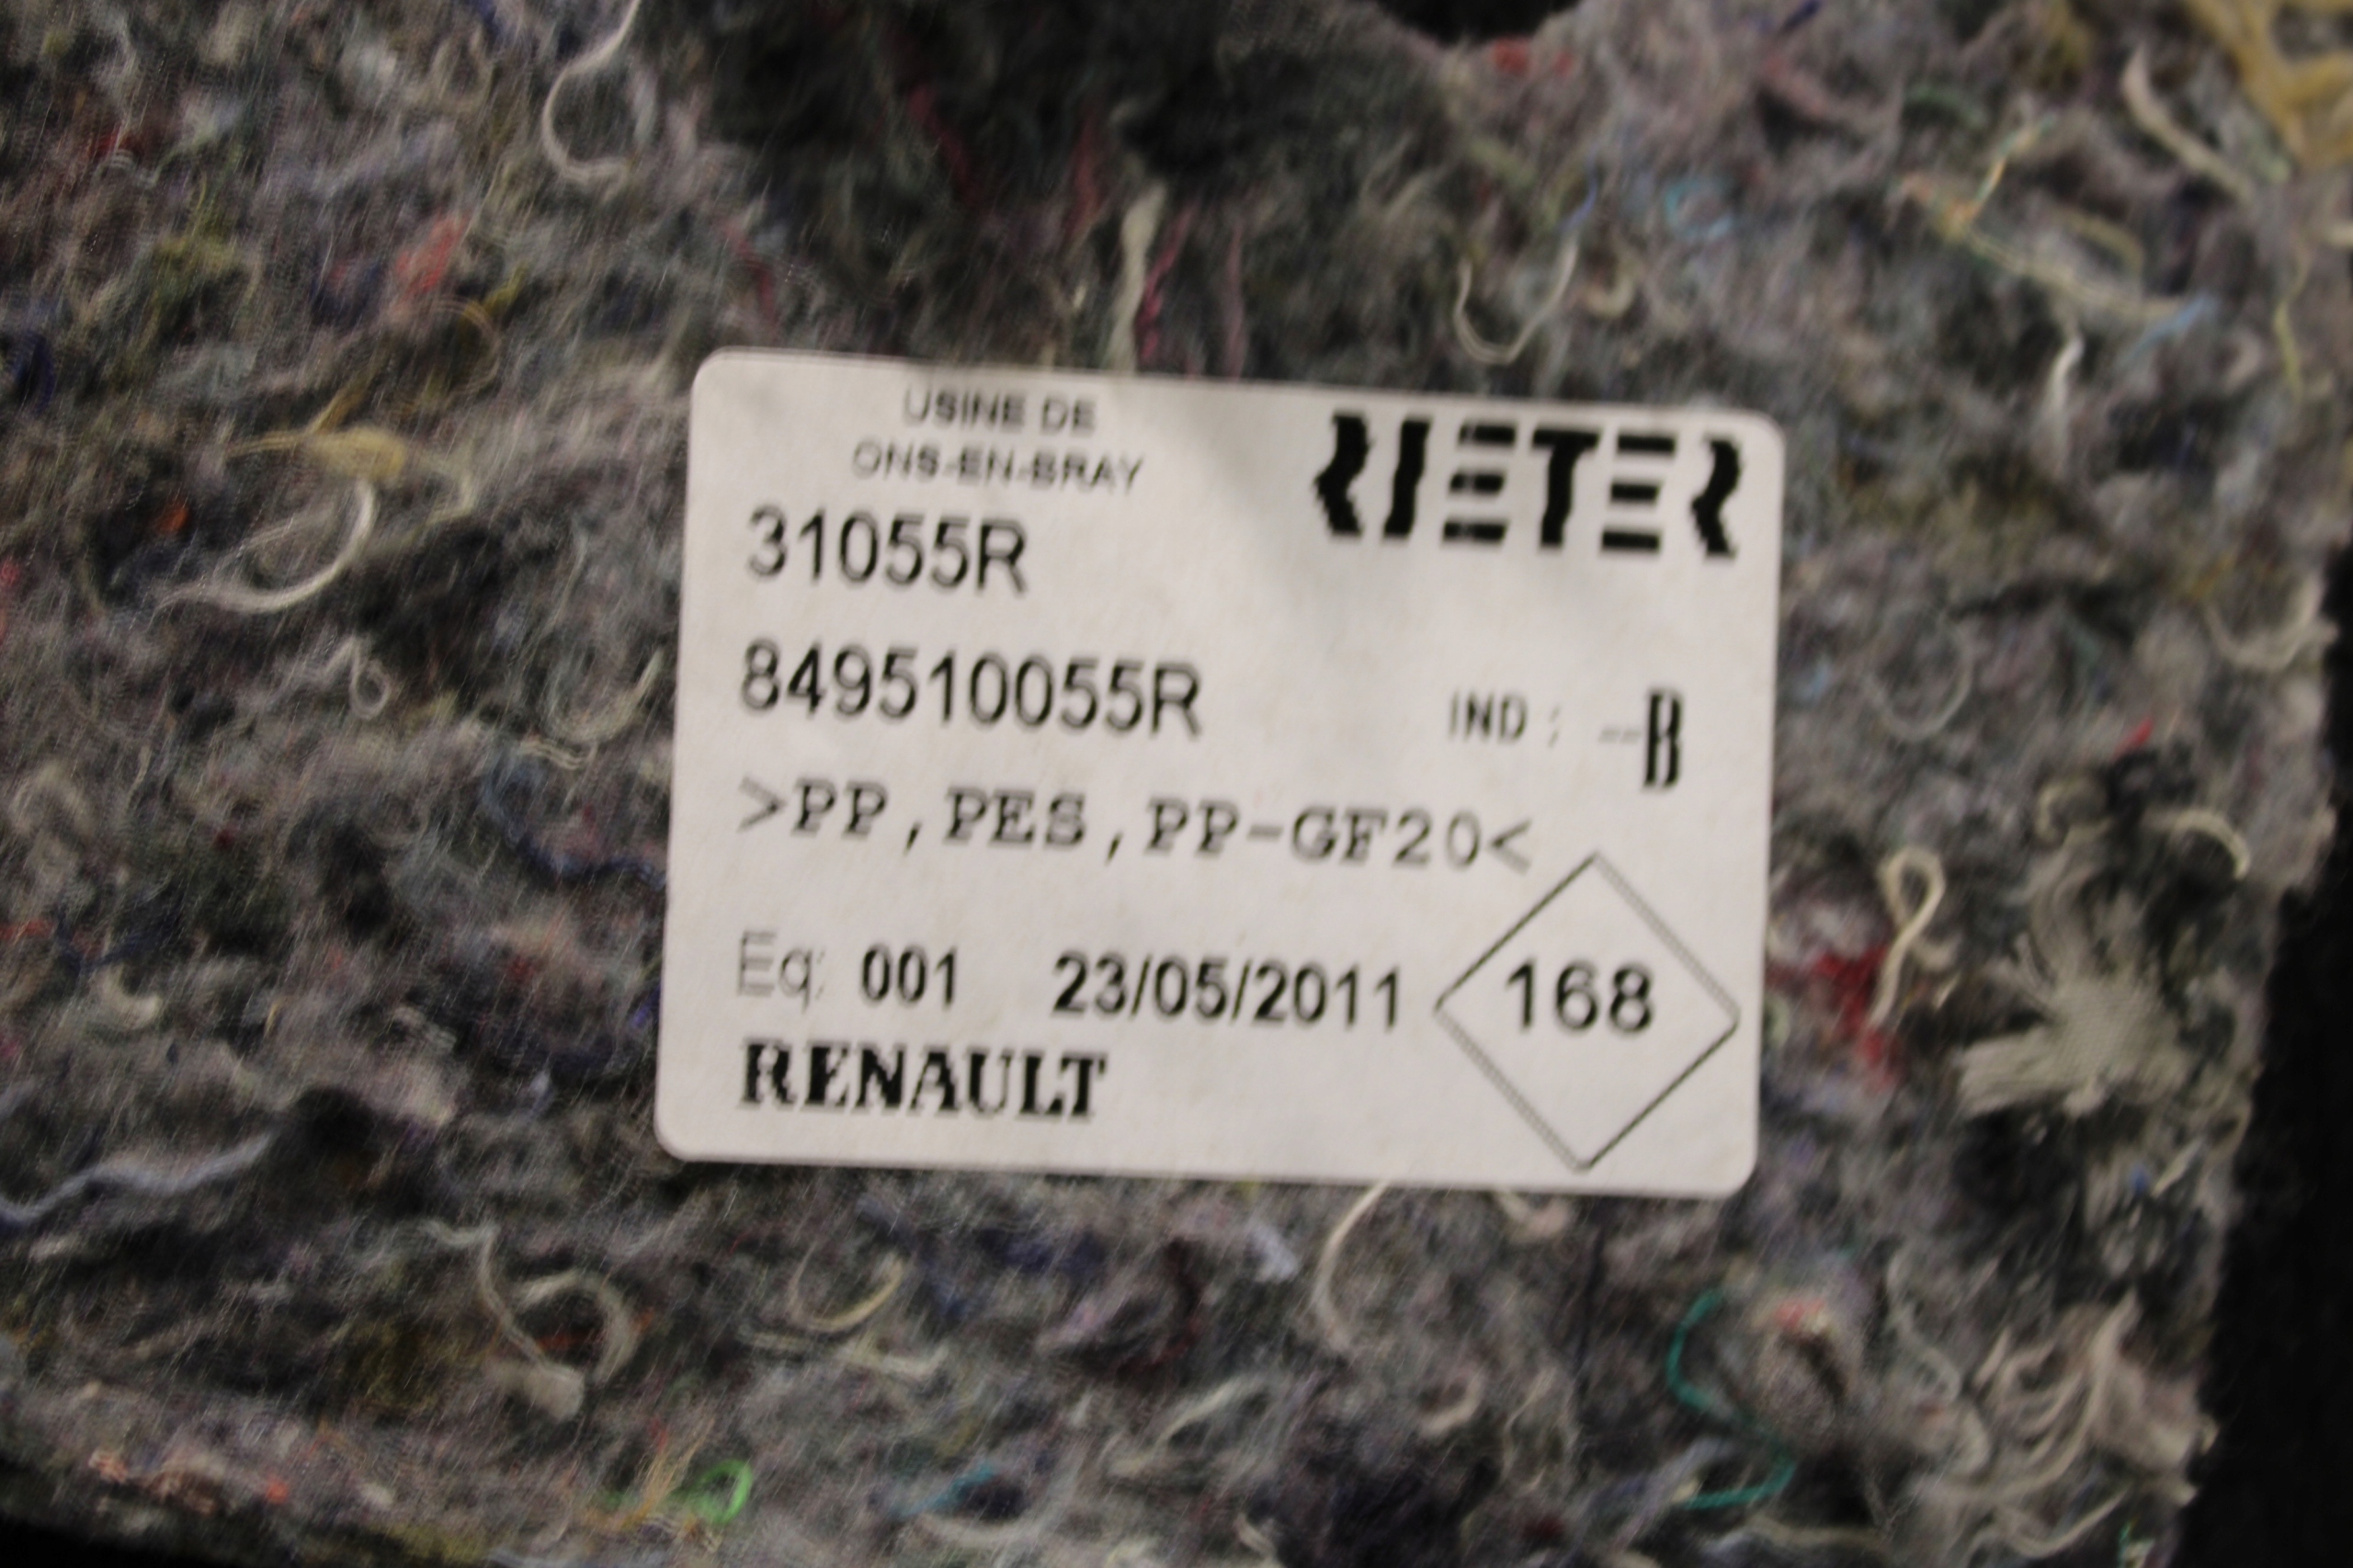 USINE DE
ONS-EN-BRAY
RIETER
31055R
849510055R IND : --B
>PP,PES,PP-GF20<
Eq: 001 23/05/2011 168
RENAULT